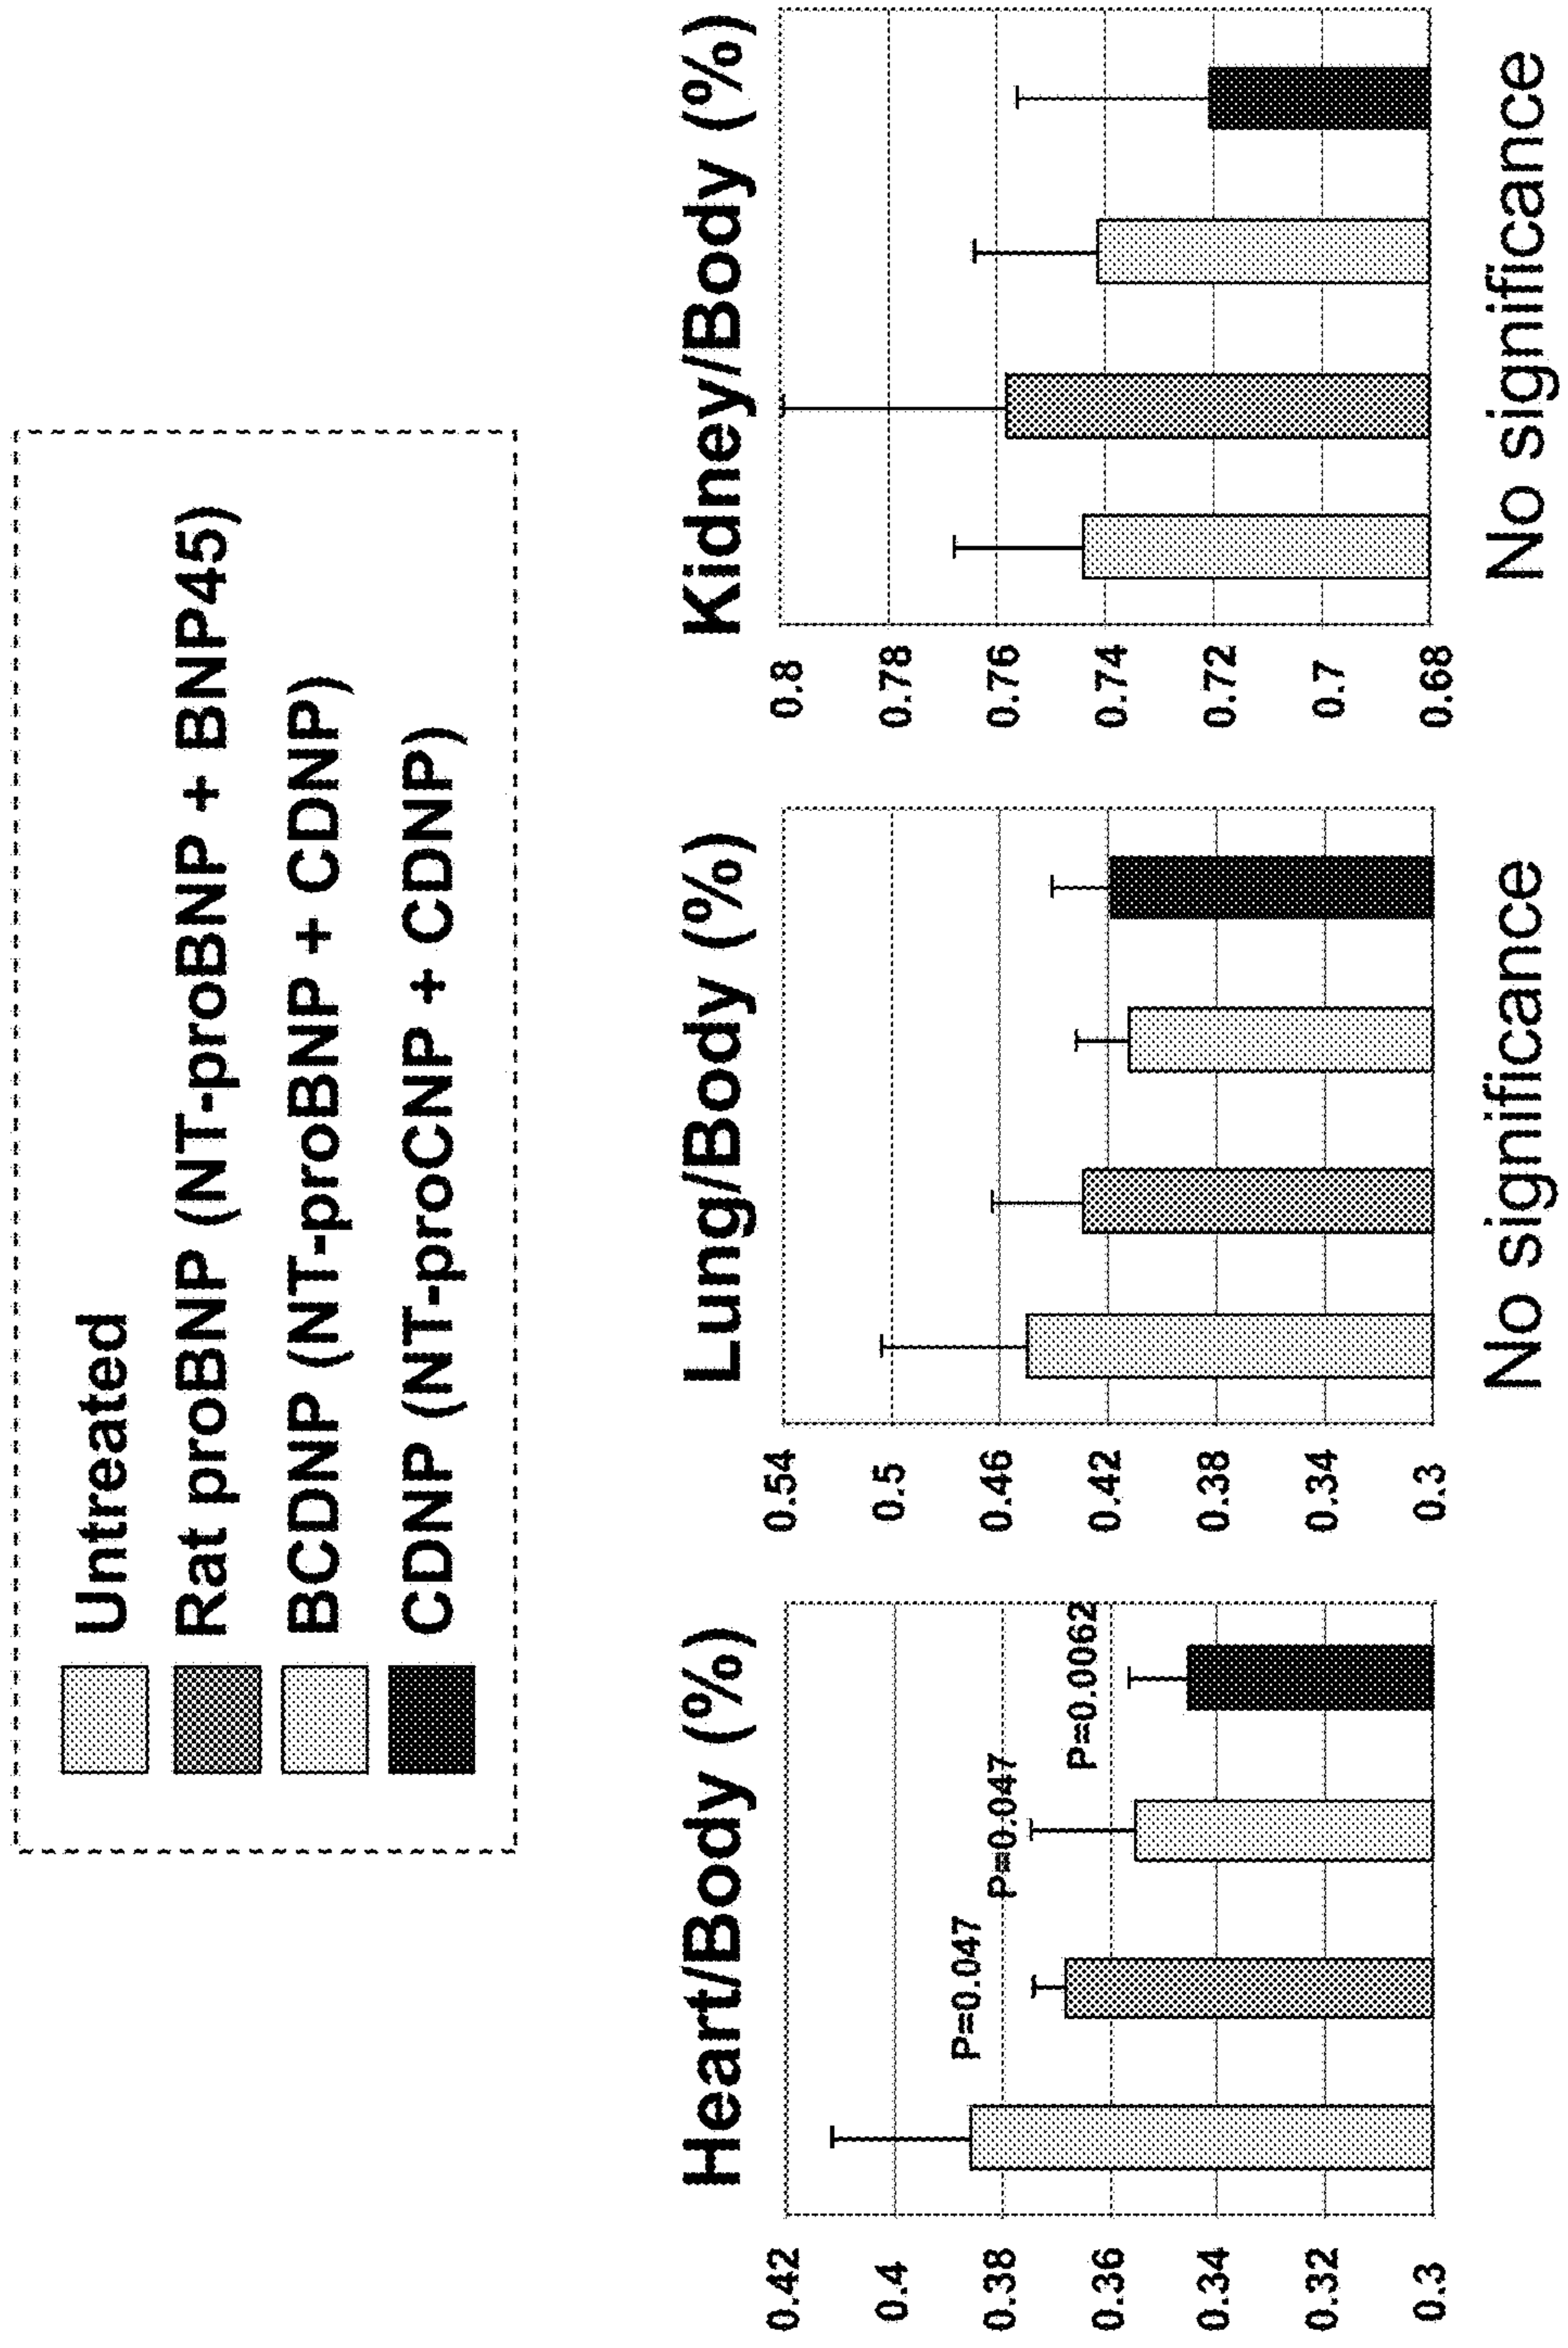 Untreated
Rat proBNP (NT-proBNP + BNP45)
BCDNP (NT-proBNP + CDNP)
CDNP (NT-proCNP + CDNP)
Heart/Body (%)
0.42
0.4
0.38
0.36
0.34
0.32
0.3
P=0.047
P=0.047
P=0.0062
Lung/Body (%)
0.54
0.5
0.46
0.42
0.38
0.34
0.3
No significance
Kidney/Body (%)
0.8
0.78
0.76
0.74
0.72
0.7
0.68
No significance